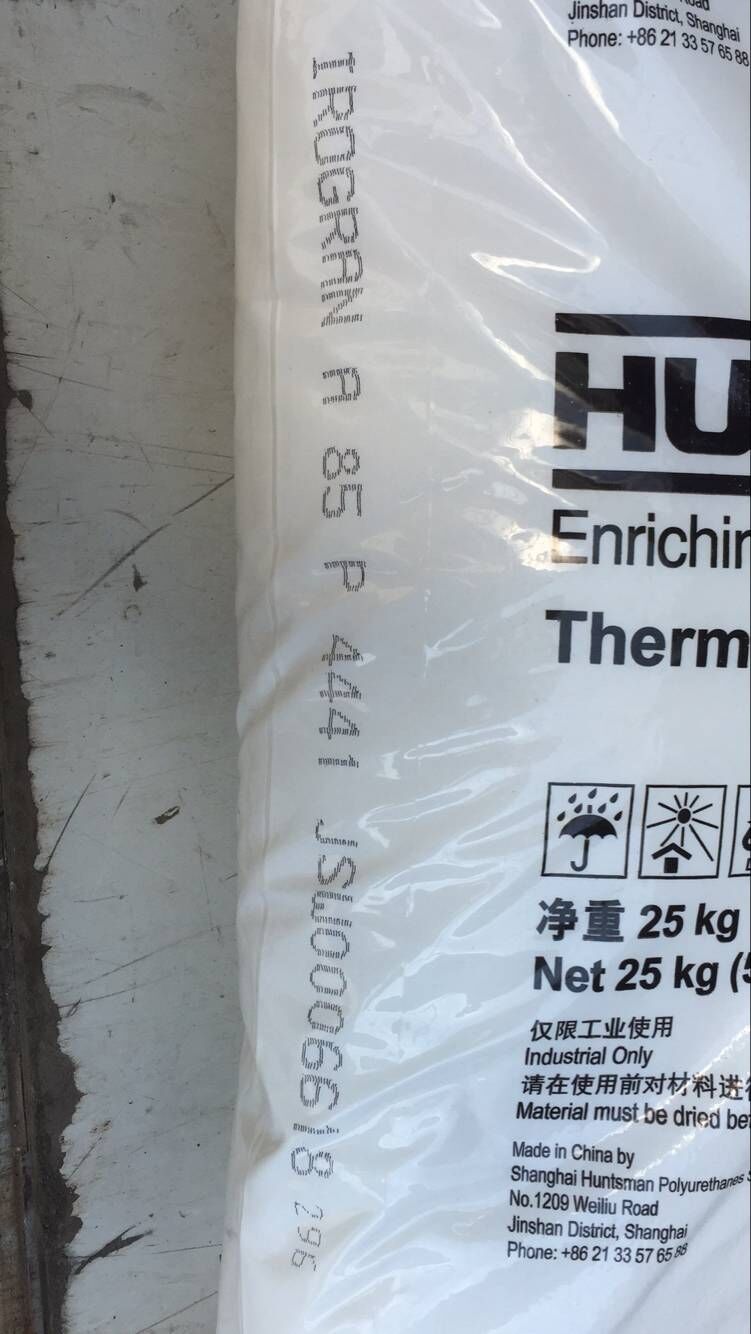 Jinshan District, Shanghai
Phone: +86 21 33 57 65 88
IROGRAN A 85 P 4441 JSW0006618 296
HU
Enrichin
Therm
净重 25 kg
Net 25 kg (5
仅限工业使用
Industrial Only
请在使用前对材料进行
Material must be dried be
Made in China by
Shanghai Huntsman Polyurethanes S
No.1209 Weiliu Road
Jinshan District, Shanghai
Phone: +86 21 33 57 65 88